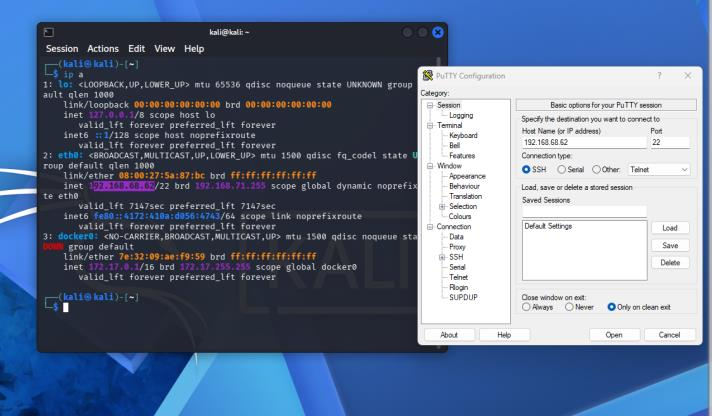 kali@kali: ~
Session Actions Edit View Help
┌──(kali㉿kali)-[~]
└─$ ip a
1: lo: <LOOPBACK,UP,LOWER_UP> mtu 65536 qdisc noqueue state UNKNOWN group
ault qlen 1000
link/loopback 00:00:00:00:00:00 brd 00:00:00:00:00:00
inet 127.0.0.1/8 scope host lo
valid_lft forever preferred_lft forever
inet6 ::1/128 scope host noprefixroute
valid_lft forever preferred_lft forever
2: eth0: <BROADCAST,MULTICAST,UP,LOWER_UP> mtu 1500 qdisc fq_codel state U
roup default qlen 1000
link/ether 08:00:27:5a:87:bc brd ff:ff:ff:ff:ff:ff
inet 192.168.68.62/22 brd 192.168.71.255 scope global dynamic noprefix
te eth0
valid_lft 7147sec preferred_lft 7147sec
inet6 fe80::4172:410a:d056:4743/64 scope link noprefixroute
valid_lft forever preferred_lft forever
3: docker0: <NO-CARRIER,BROADCAST,MULTICAST,UP> mtu 1500 qdisc noqueue sta
DOWN group default
link/ether 7e:32:09:ae:f9:59 brd ff:ff:ff:ff:ff:ff
inet 172.17.0.1/16 brd 172.17.255.255 scope global docker0
valid_lft forever preferred_lft forever
┌──(kali㉿kali)-[~]
└─$
KALI
PuTTY Configuration
Category:
Session
Logging
Terminal
Keyboard
Bell
Features
Window
Appearance
Behaviour
Translation
Selection
Colours
Connection
Data
Proxy
SSH
Serial
Telnet
Rlogin
SUPDUP
Basic options for your PuTTY session
Specify the destination you want to connect to
Host Name (or IP address) Port
192.168.68.62 22
Connection type:
SSH Serial Other: Telnet
Load, save or delete a stored session
Saved Sessions
Default Settings
Load
Save
Delete
Close window on exit:
Always Never Only on clean exit
About Help Open Cancel